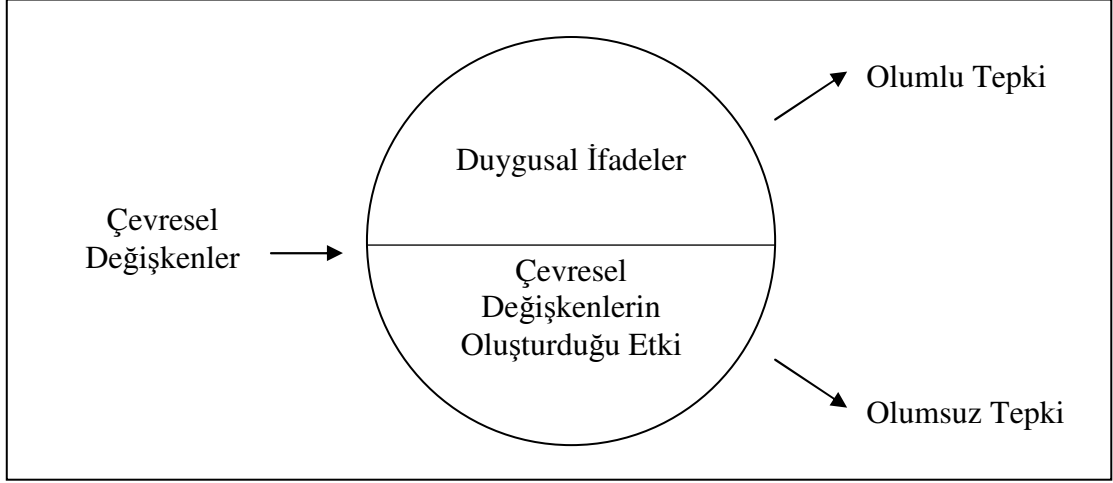 Çevresel
Değişkenler
Duygusal İfadeler
Çevresel
Değişkenlerin
Oluşturduğu Etki
Olumlu Tepki
Olumsuz Tepki